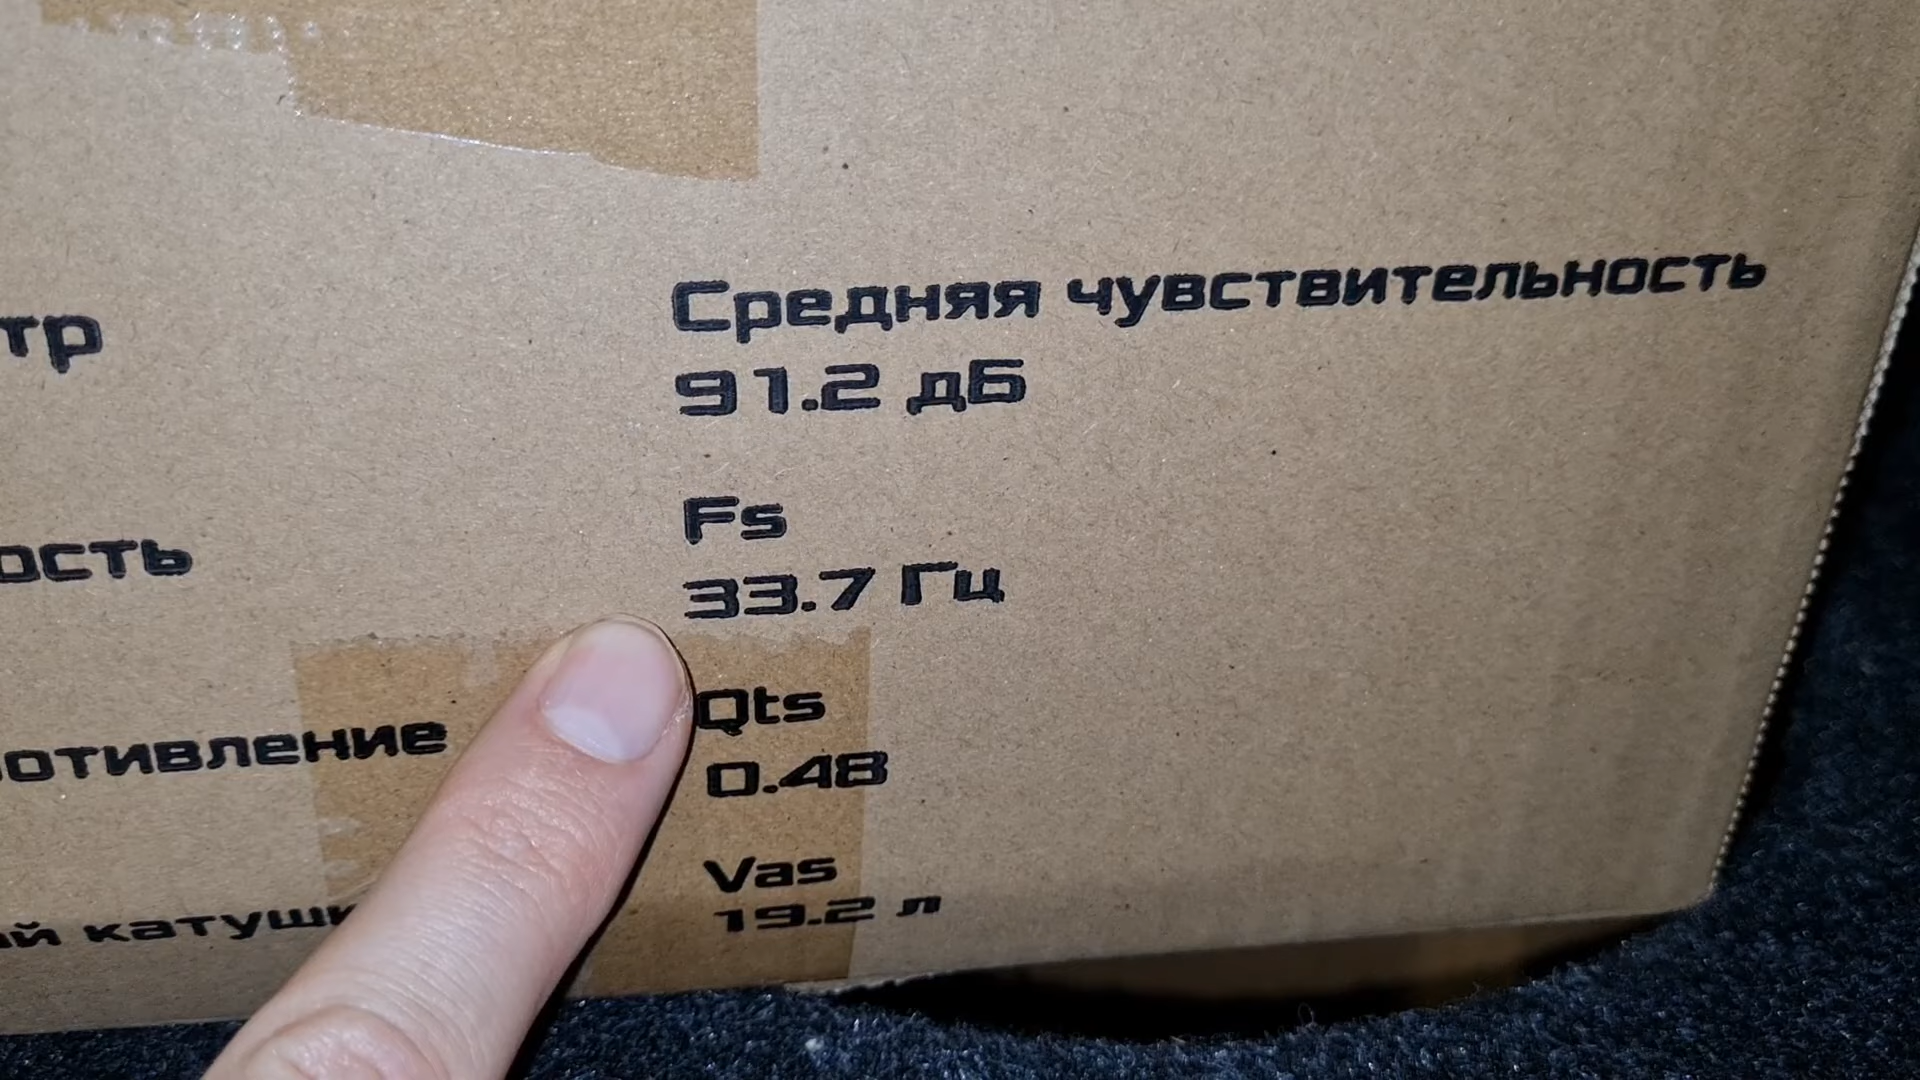 Средняя чувствительность
91.2 дБ
Fs
33.7 Гц
Qts
0.48
Vas
19.2 л
тр
ость
отивление
й катушк